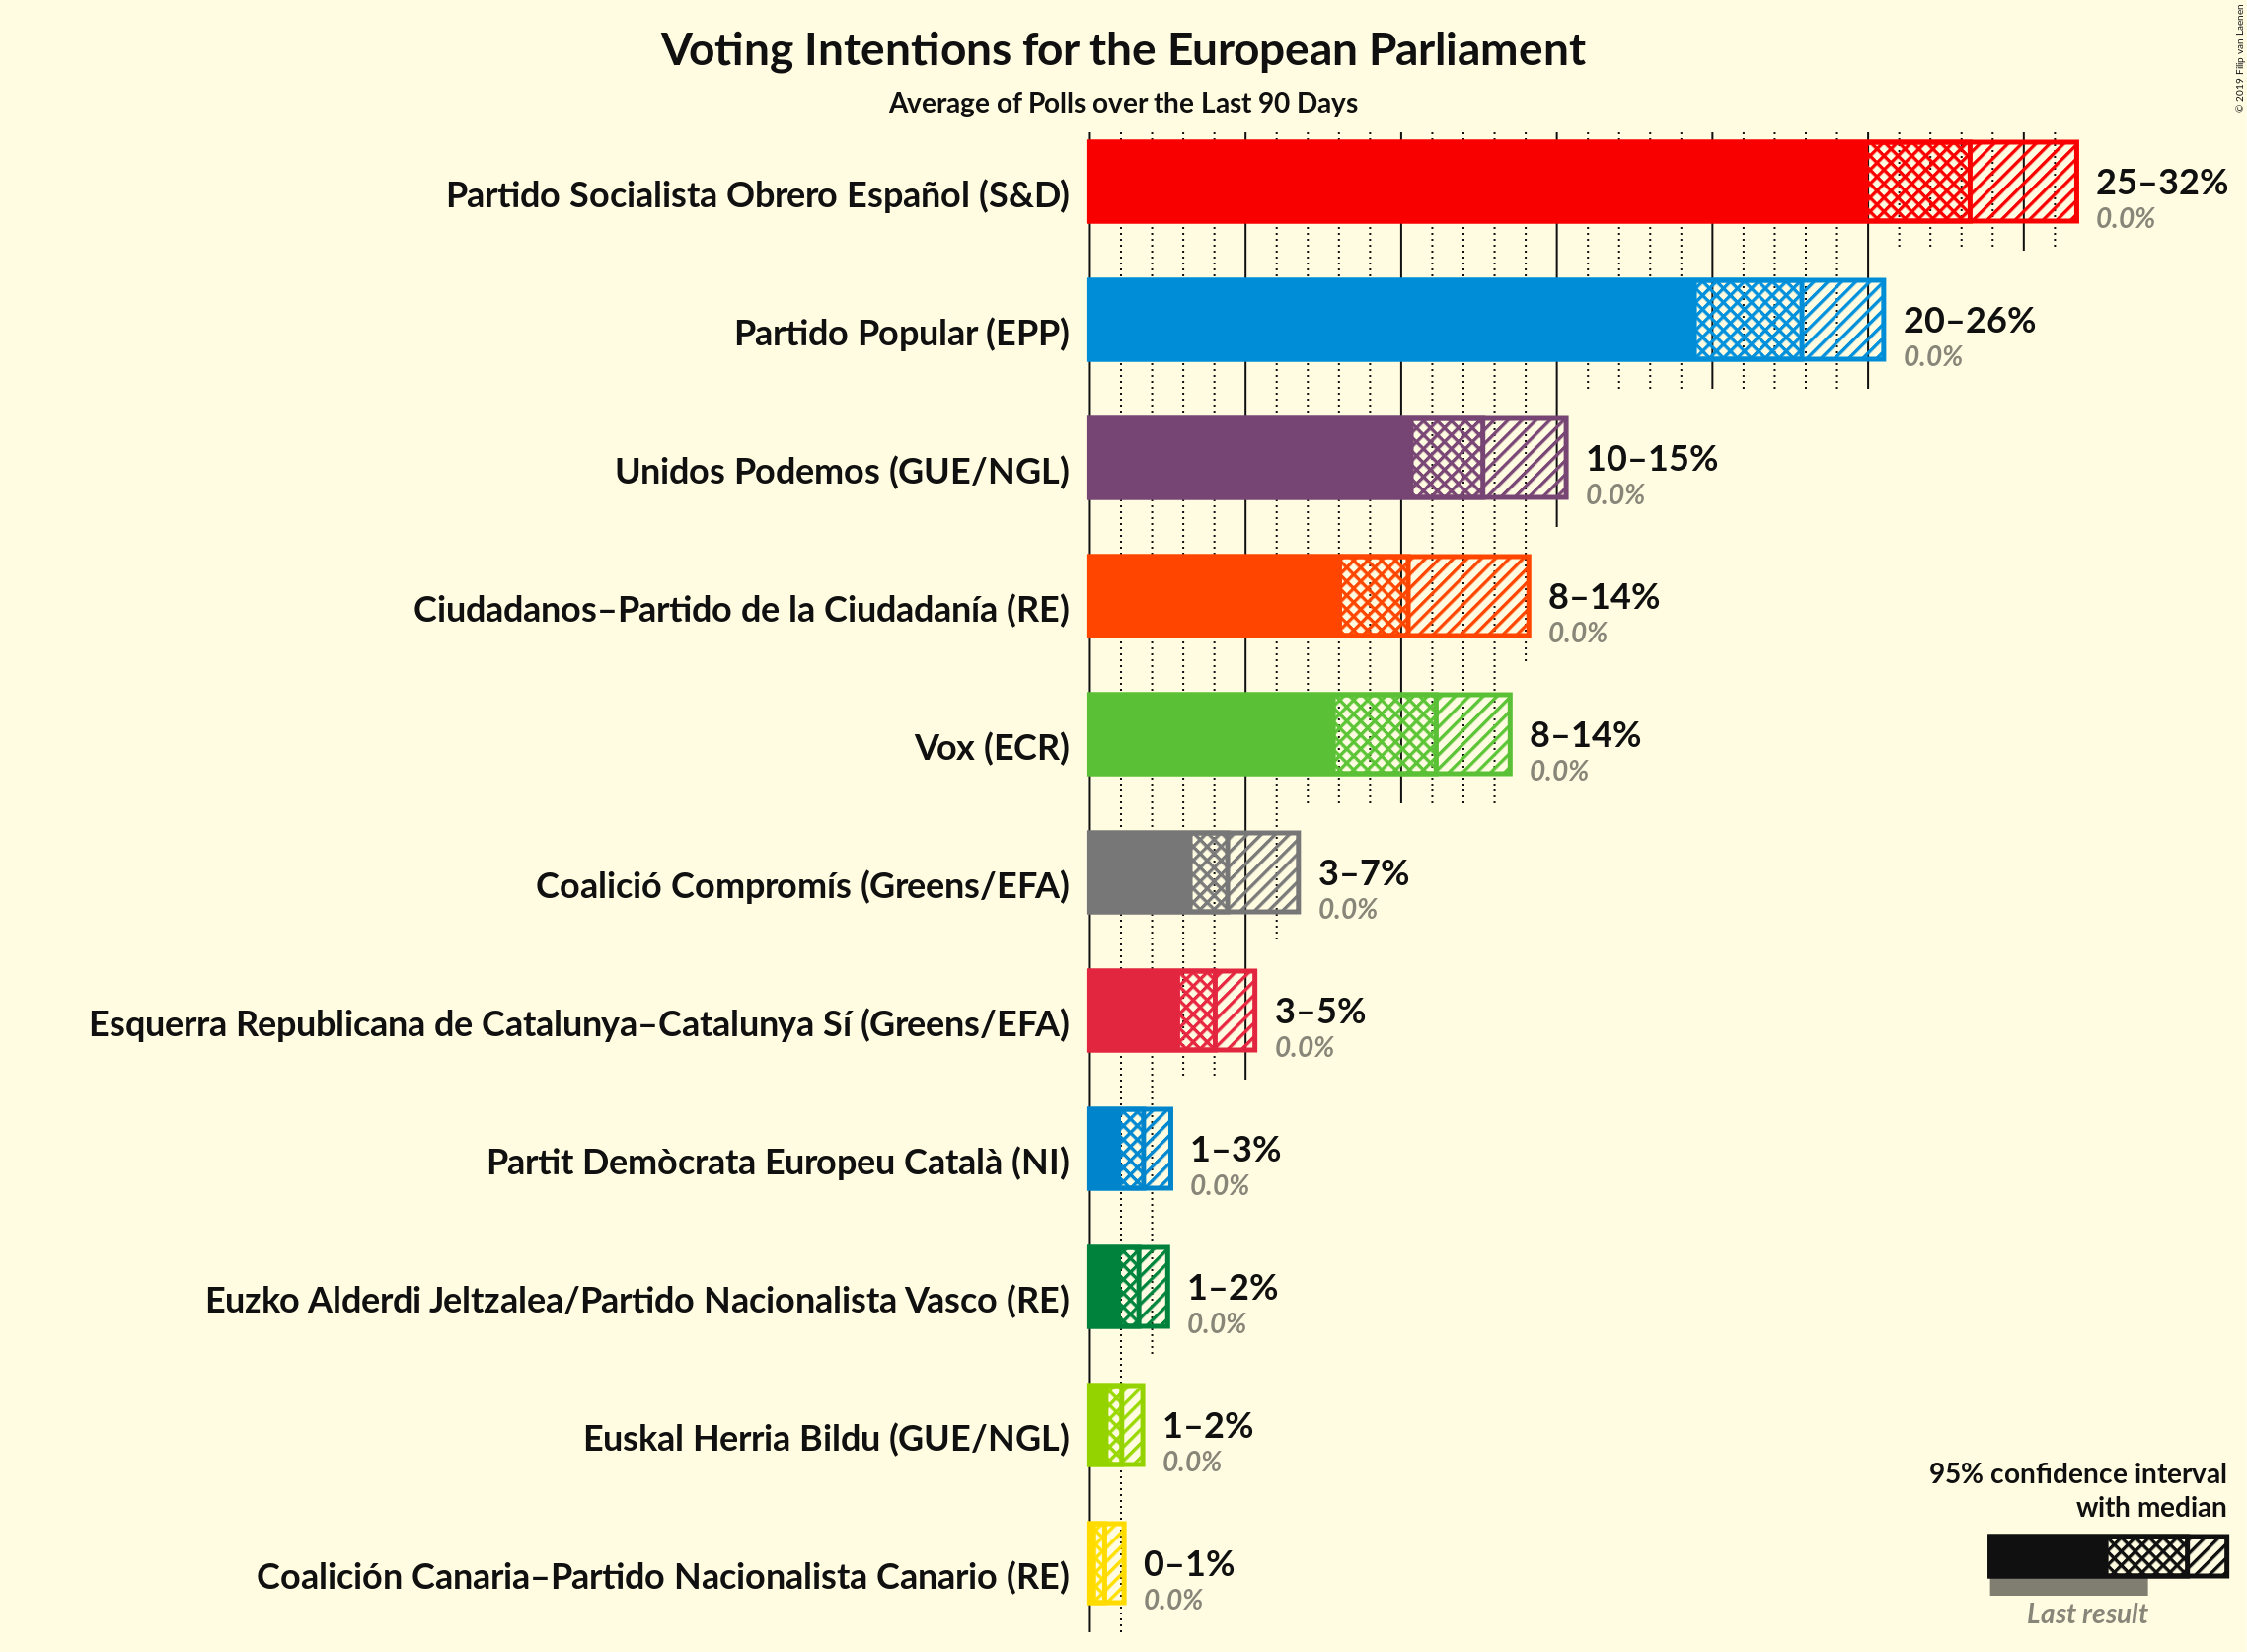 © 2019 Filip van Laenen
Voting Intentions for the European Parliament
Average of Polls over the Last 90 Days
Partido Socialista Obrero Español (S&D)
25–32%
0.0%
Partido Popular (EPP)
20–26%
0.0%
Unidos Podemos (GUE/NGL)
10–15%
0.0%
Ciudadanos–Partido de la Ciudadanía (RE)
8–14%
0.0%
Vox (ECR)
8–14%
0.0%
Coalició Compromís (Greens/EFA)
3–7%
0.0%
Esquerra Republicana de Catalunya–Catalunya Sí (Greens/EFA)
3–5%
0.0%
Partit Demòcrata Europeu Català (NI)
1–3%
0.0%
Euzko Alderdi Jeltzalea/Partido Nacionalista Vasco (RE)
1–2%
0.0%
Euskal Herria Bildu (GUE/NGL)
1–2%
0.0%
Coalición Canaria–Partido Nacionalista Canario (RE)
0–1%
0.0%
95% confidence interval
with median
Last result